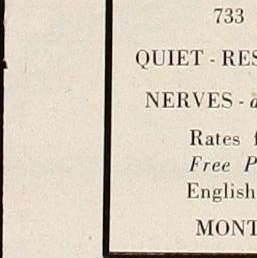 733
QUIET - RES
NERVES -
Rates
Free P
English
MONT